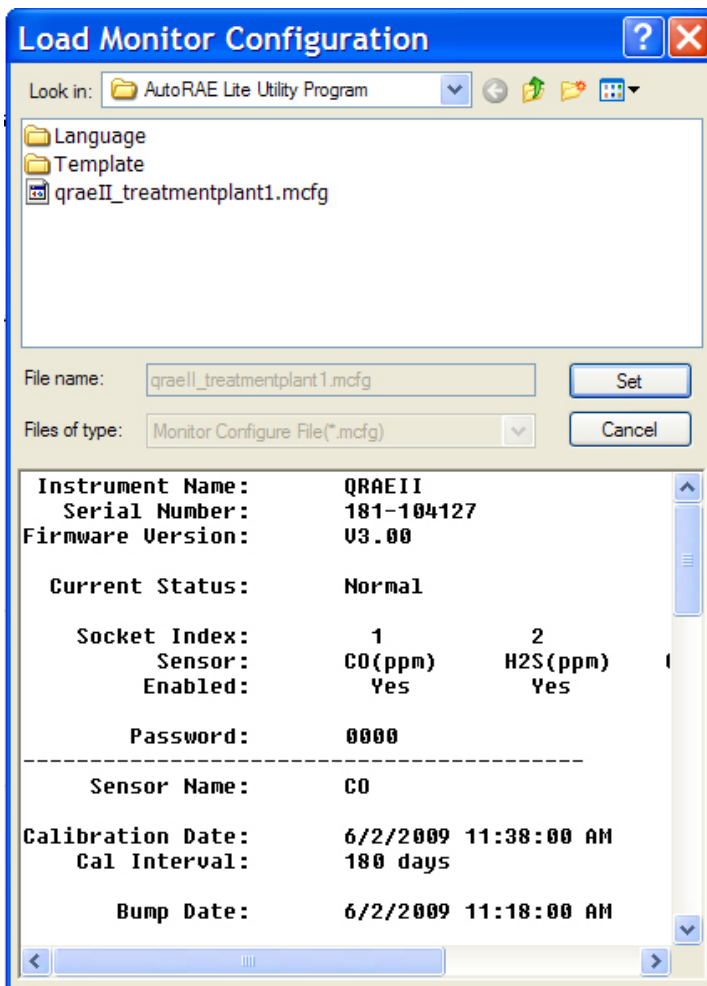 Load Monitor Configuration
Look in: AutoRAE Lite Utility Program
Language
Template
qraeII_treatmentplant1.mcfg
File name: qraeII_treatmentplant1.mcfg Set
Files of type: Monitor Configure File(*.mcfg) Cancel
Instrument Name: QRAEII
Serial Number: 181-104127
Firmware Version: V3.00
Current Status: Normal
Socket Index: 1 2
Sensor: CO(ppm) H2S(ppm)
Enabled: Yes Yes
Password: 0000
------------------------------------------
Sensor Name: CO
Calibration Date: 6/2/2009 11:38:00 AM
Cal Interval: 180 days
Bump Date: 6/2/2009 11:18:00 AM